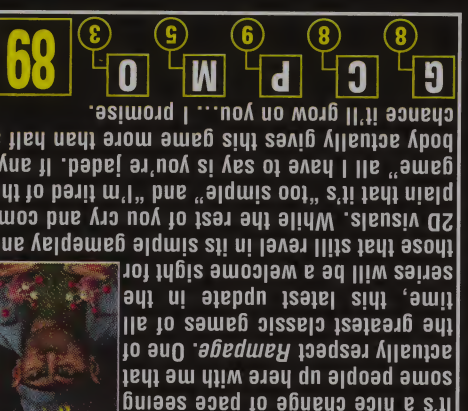 It's a nice change of pace seeing
some people up here with me that
actually respect Rampage. One of
the greatest classic games of all
time, this latest update in the
series will be a welcome sight for
those that still revel in its simple gameplay an
2D visuals. While the rest of you cry and com
plain that it's "too simple" and "I'm tired of th
game" all I have to say is you're jaded. If any
body actually gives this game more than half
chance it'll grow on you... I promise.
G C P M O 68
8 8 6 5 3